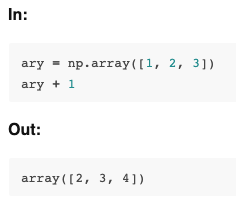 In:
ary = np.array([1, 2, 3])
ary + 1
Out:
array([2, 3, 4])